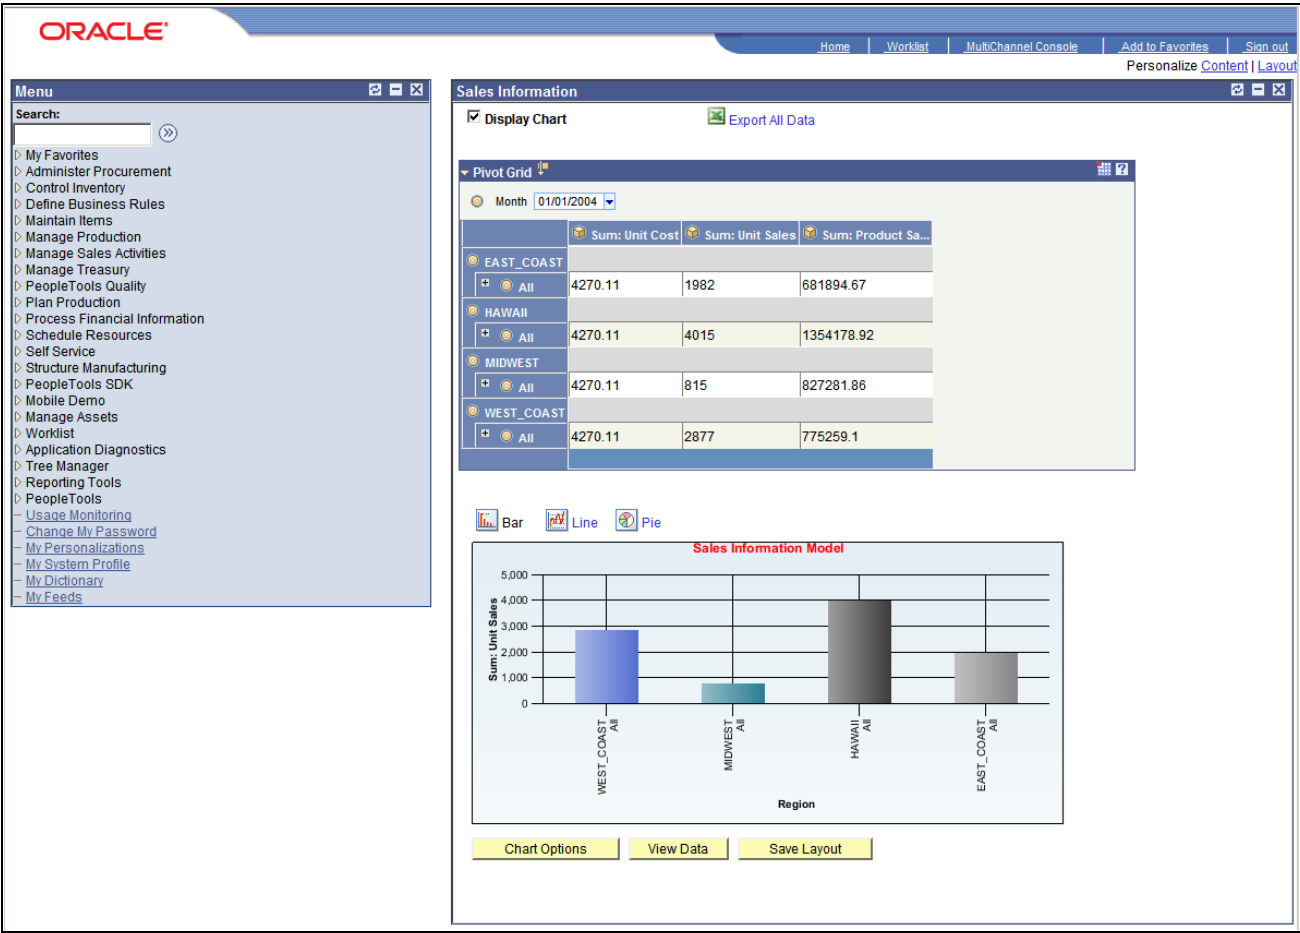 ORACLE
Home Worklist MultiChannel Console Add to Favorites Sign out
Personalize Content | Layout
Menu
Search:
My Favorites
Administer Procurement
Control Inventory
Define Business Rules
Maintain Items
Manage Production
Manage Sales Activities
Manage Treasury
PeopleTools Quality
Plan Production
Process Financial Information
Schedule Resources
Self Service
Structure Manufacturing
PeopleTools SDK
Mobile Demo
Manage Assets
Worklist
Application Diagnostics
Tree Manager
Reporting Tools
PeopleTools
Usage Monitoring
Change My Password
My Personalizations
My System Profile
My Dictionary
My Feeds
Sales Information
Display Chart Export All Data
Pivot Grid
Month 01/01/2004
Sum: Unit Cost Sum: Unit Sales Sum: Product Sa...
EAST_COAST
All 4270.11 1982 681894.67
HAWAII
All 4270.11 4015 1354178.92
MIDWEST
All 4270.11 815 827281.86
WEST_COAST
All 4270.11 2877 775259.1
Bar Line Pie
Sales Information Model
Sum: Unit Sales
5,000
4,000
3,000
2,000
1,000
0
WEST_COAST
All
MIDWEST
All
HAWAII
All
EAST_COAST
All
Region
Chart Options View Data Save Layout